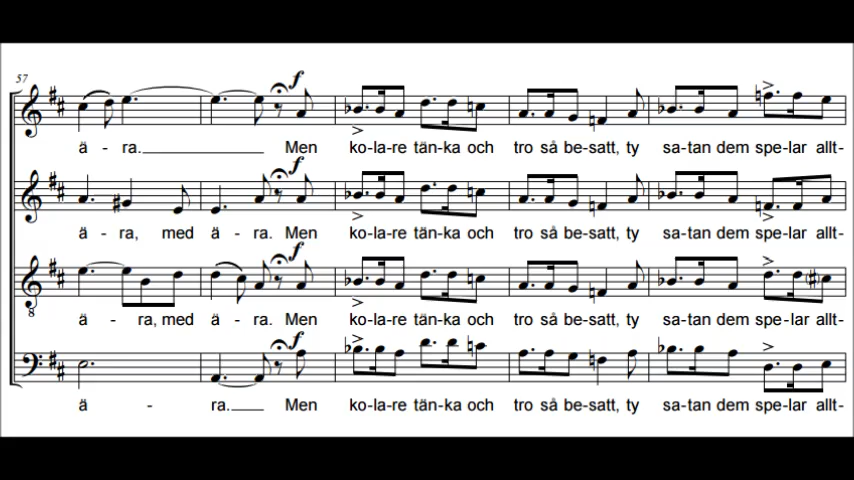 57
f
ä - ra. Men ko-la-re tän-ka och tro så be-satt, ty sa-tan dem spe-lar allt-
f
ä - ra, med ä - ra. Men ko-la-re tän-ka och tro så be-satt, ty sa-tan dem spe-lar allt-
f
8
ä - ra, med ä - ra. Men ko-la-re tän-ka och tro så be-satt, ty sa-tan dem spe-lar allt-
f
ä - ra. Men ko-la-re tän-ka och tro så be-satt, ty sa-tan dem spe-lar allt-